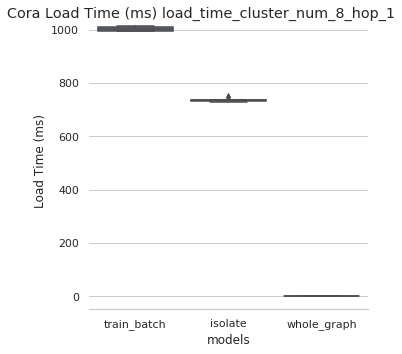 Cora Load Time (ms) load_time_cluster_num_8_hop_1
1000
800
600
400
200
0
Load Time (ms)
train_batch isolate whole_graph
models